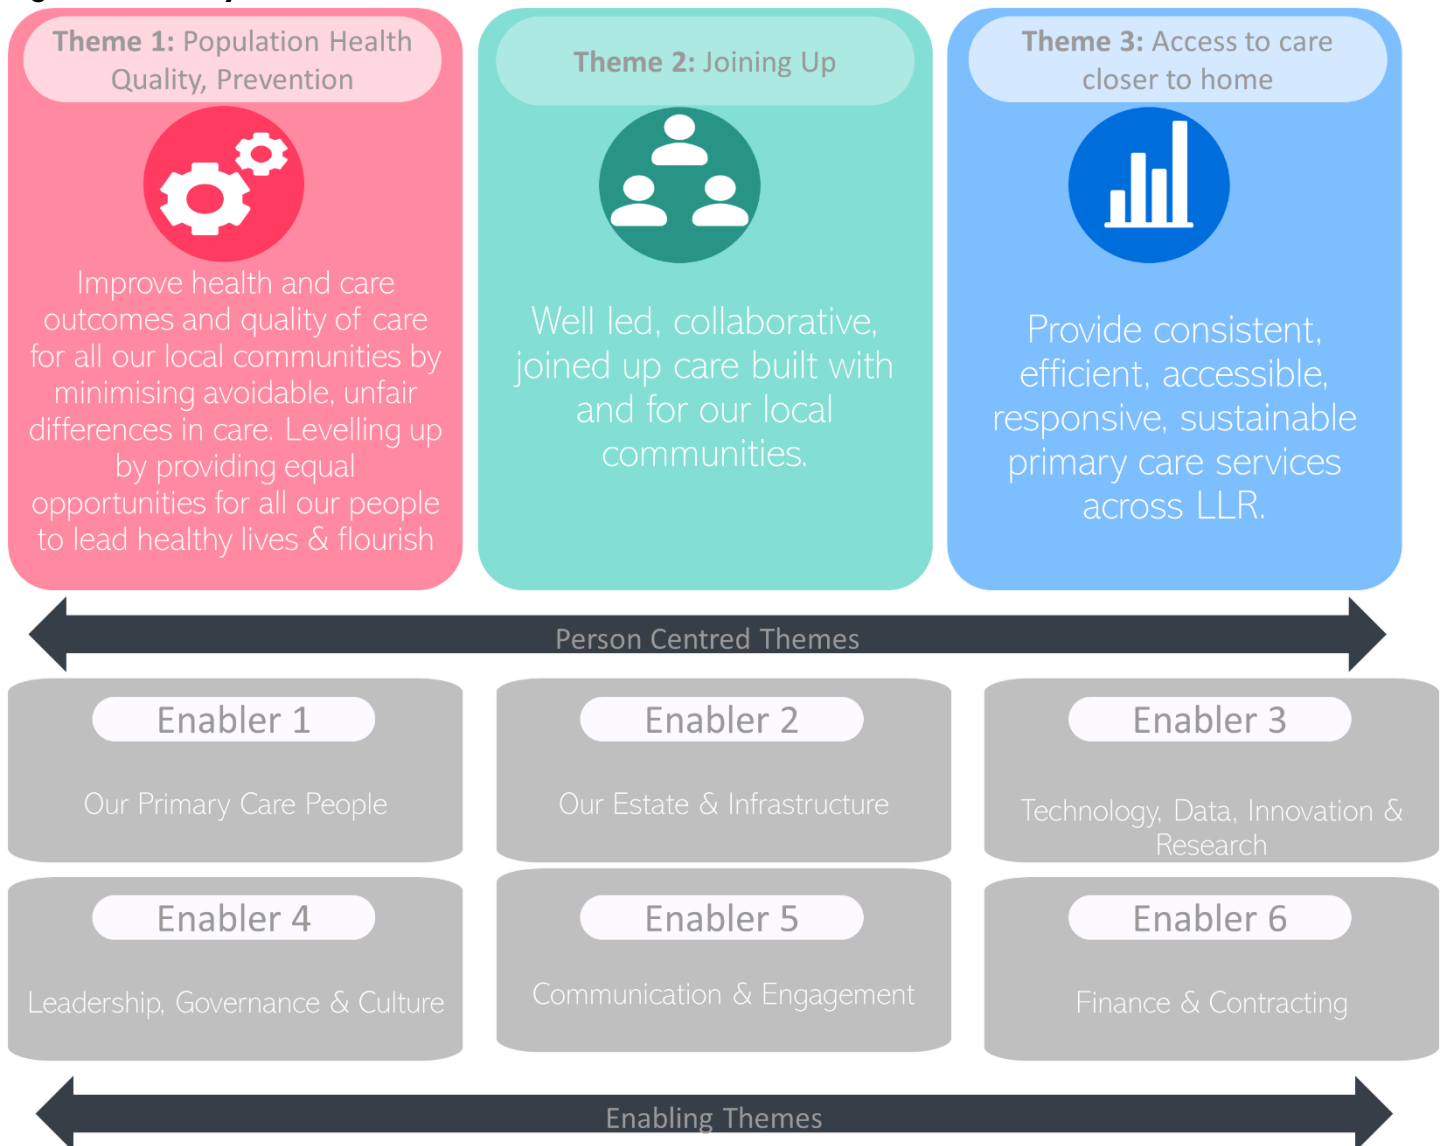 Theme 1: Population Health
Quality, Prevention
Improve health and care
outcomes and quality of care
for all our local communities by
minimising avoidable, unfair
differences in care. Levelling up
by providing equal
opportunities for all our people
to lead healthy lives & flourish
Theme 2: Joining Up
Well led, collaborative,
joined up care built with
and for our local
communities.
Theme 3: Access to care
closer to home
Provide consistent,
efficient, accessible,
responsive, sustainable
primary care services
across LLR.
Person Centred Themes
Enabler 1
Our Primary Care People
Enabler 2
Our Estate & Infrastructure
Enabler 3
Technology, Data, Innovation &
Research
Enabler 4
Leadership, Governance & Culture
Enabler 5
Communication & Engagement
Enabler 6
Finance & Contracting
Enabling Themes